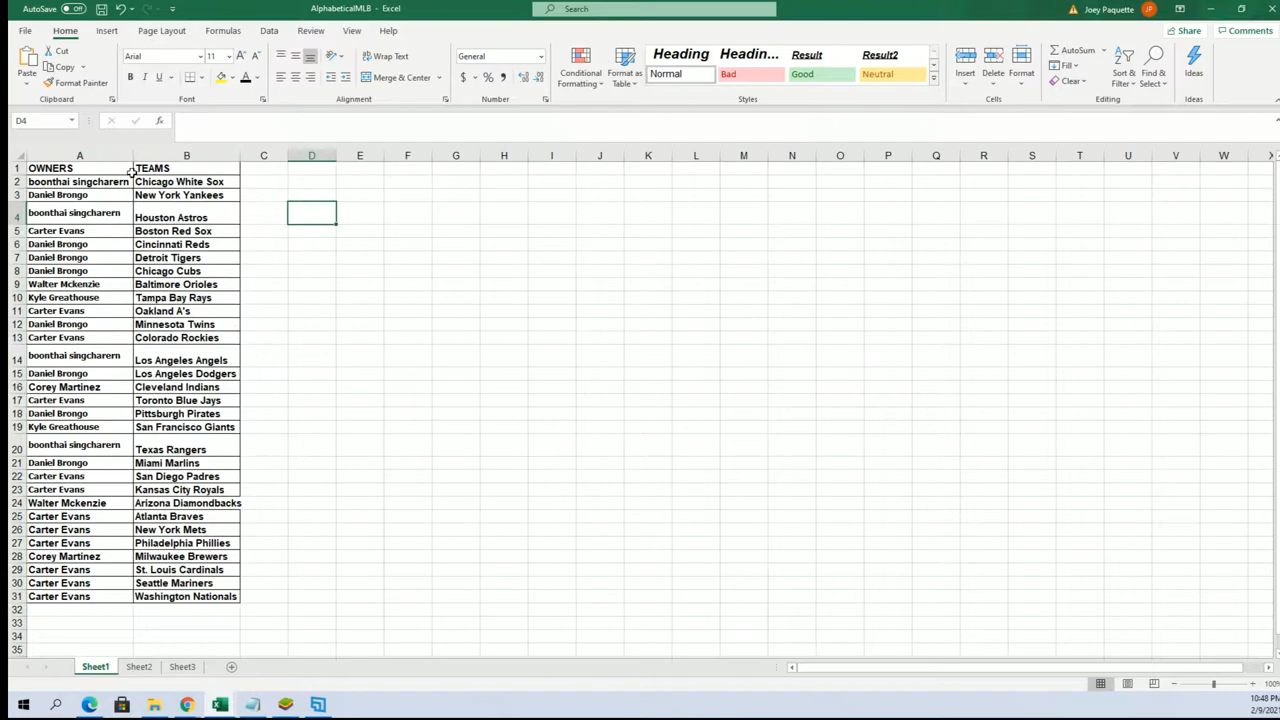 AutoSave Off AlphabeticalMLB - Excel Search Joey Paquette JP
File Home Insert Page Layout Formulas Data Review View Help Share Comments
Paste Cut Copy Format Painter
Arial 11 A A Wrap Text General AutoSum
B I U A Merge & Center $ % Fill Clear
Conditional Formatting Format as Table
Heading Headin... Result Result2
Normal Bad Good Neutral
Insert Delete Format Sort & Filter Find & Select Ideas
Clipboard Font Alignment Number Styles Cells Editing Ideas
D4 fx
A B C D E F G H I J K L M N O P Q R S T U V W X
1 OWNERS TEAMS
2 boonthai singcharern Chicago White Sox
3 Daniel Brongo New York Yankees
4 boonthai singcharern Houston Astros
5 Carter Evans Boston Red Sox
6 Daniel Brongo Cincinnati Reds
7 Daniel Brongo Detroit Tigers
8 Daniel Brongo Chicago Cubs
9 Walter Mckenzie Baltimore Orioles
10 Kyle Greathouse Tampa Bay Rays
11 Carter Evans Oakland A's
12 Daniel Brongo Minnesota Twins
13 Carter Evans Colorado Rockies
14 boonthai singcharern Los Angeles Angels
15 Daniel Brongo Los Angeles Dodgers
16 Corey Martinez Cleveland Indians
17 Carter Evans Toronto Blue Jays
18 Daniel Brongo Pittsburgh Pirates
19 Kyle Greathouse San Francisco Giants
20 boonthai singcharern Texas Rangers
21 Daniel Brongo Miami Marlins
22 Carter Evans San Diego Padres
23 Carter Evans Kansas City Royals
24 Walter Mckenzie Arizona Diamondbacks
25 Carter Evans Atlanta Braves
26 Carter Evans New York Mets
27 Carter Evans Philadelphia Phillies
28 Corey Martinez Milwaukee Brewers
29 Carter Evans St. Louis Cardinals
30 Carter Evans Seattle Mariners
31 Carter Evans Washington Nationals
32
33
34
35
Sheet1 Sheet2 Sheet3
100%
10:48 PM
2/9/2021